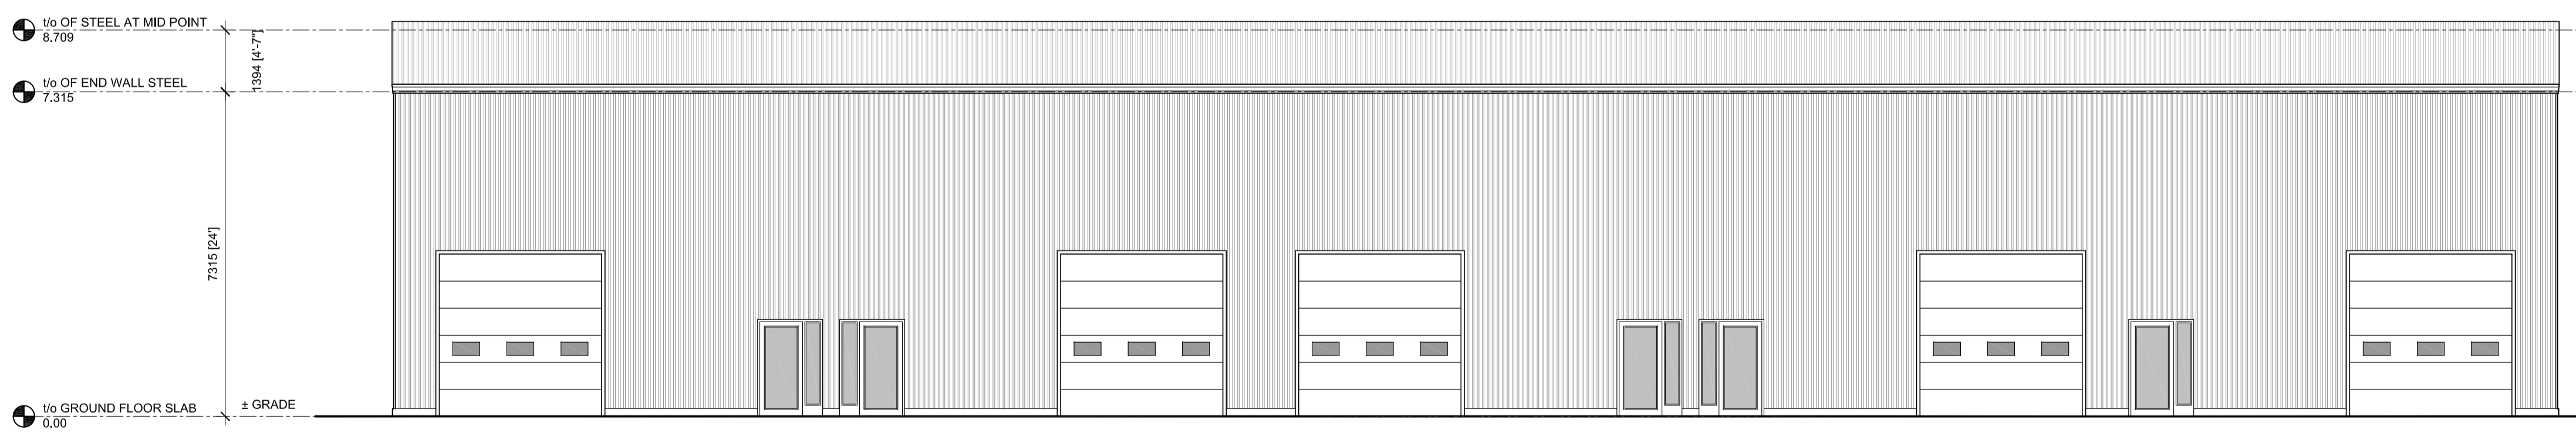 t/o OF STEEL AT MID POINT
8.709
1394 [4'-7"]
t/o OF END WALL STEEL
7.315
7315 [24']
t/o GROUND FLOOR SLAB
0.00
± GRADE